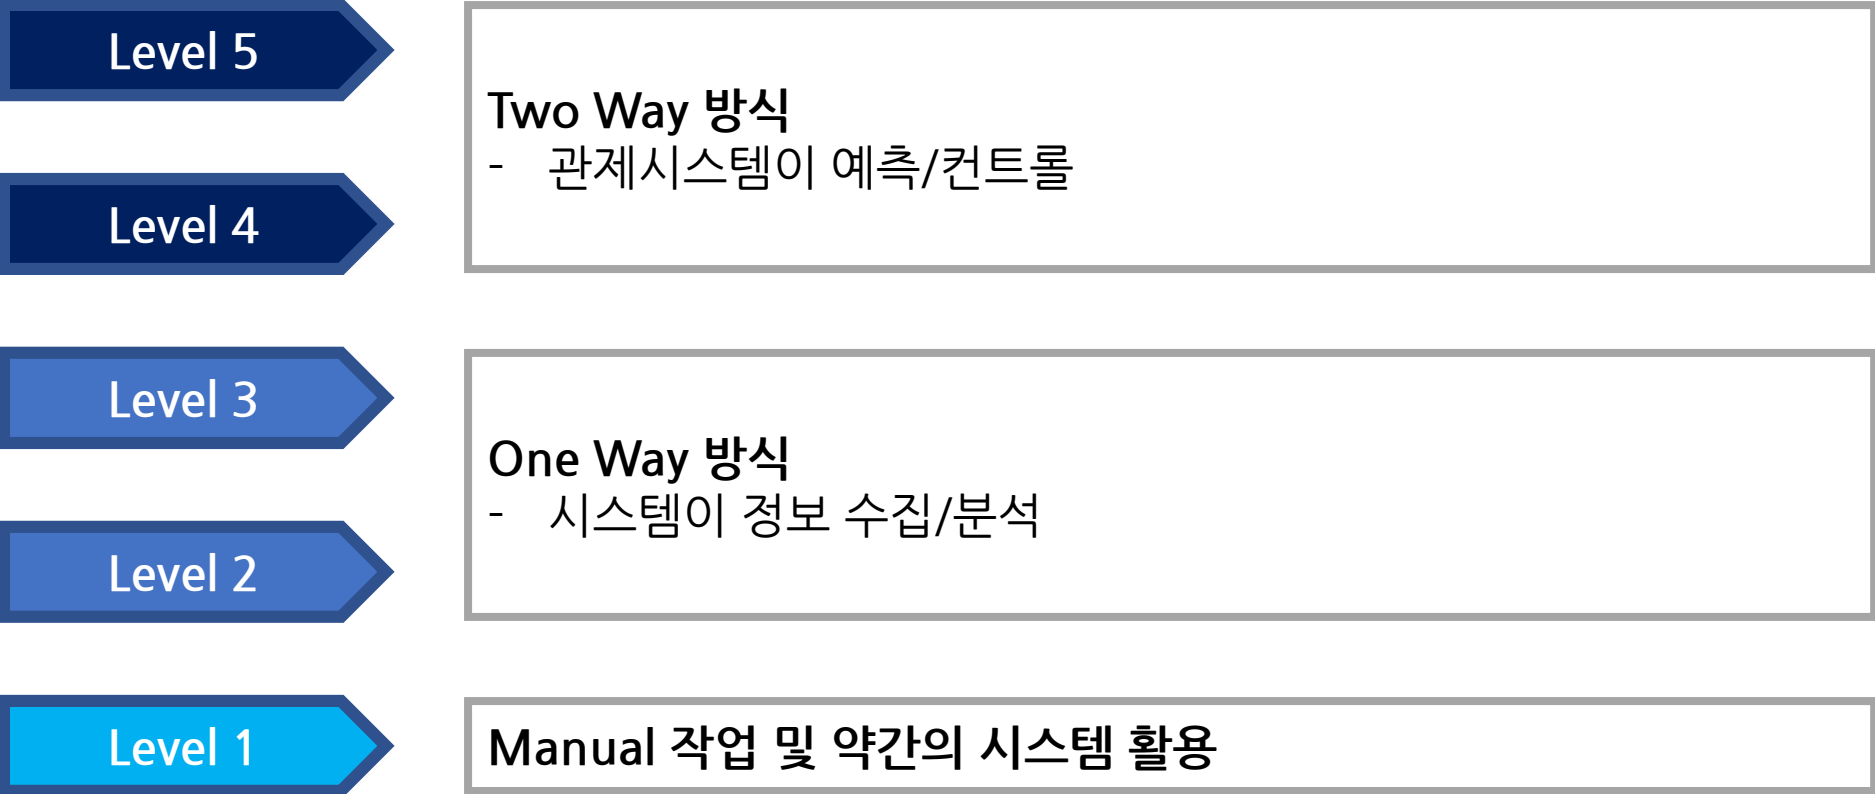 Level 5
Level 4
Two Way 방식
- 관제시스템이 예측/컨트롤
Level 3
Level 2
One Way 방식
- 시스템이 정보 수집/분석
Level 1
Manual 작업 및 약간의 시스템 활용